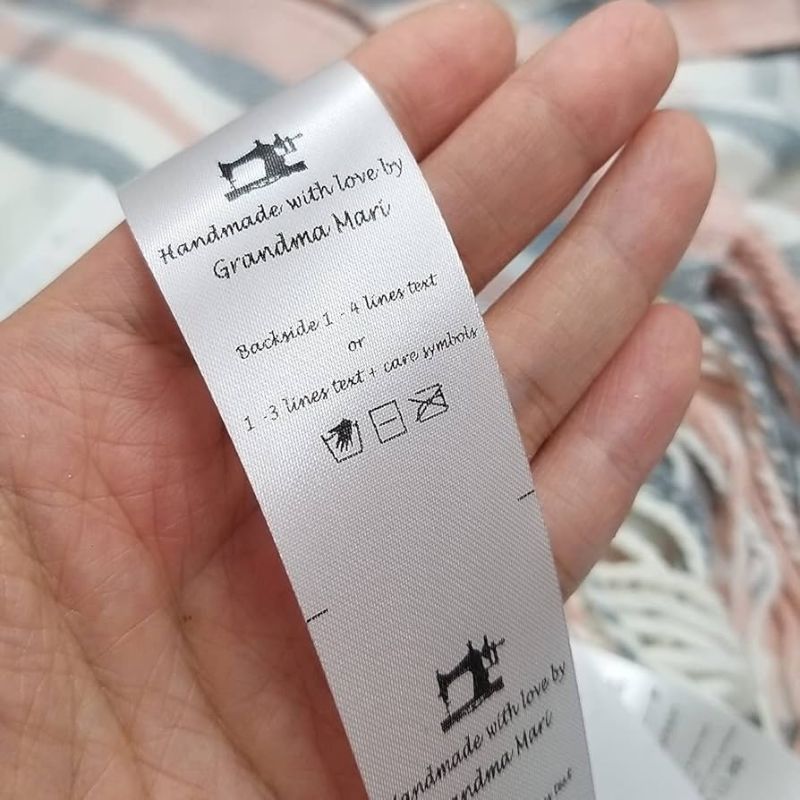 Handmade with love by
Grandma Mari
Backside 1 - 4 lines text
or
1 -3 lines text + care symbols
Handmade with love by
Grandma Mari
text